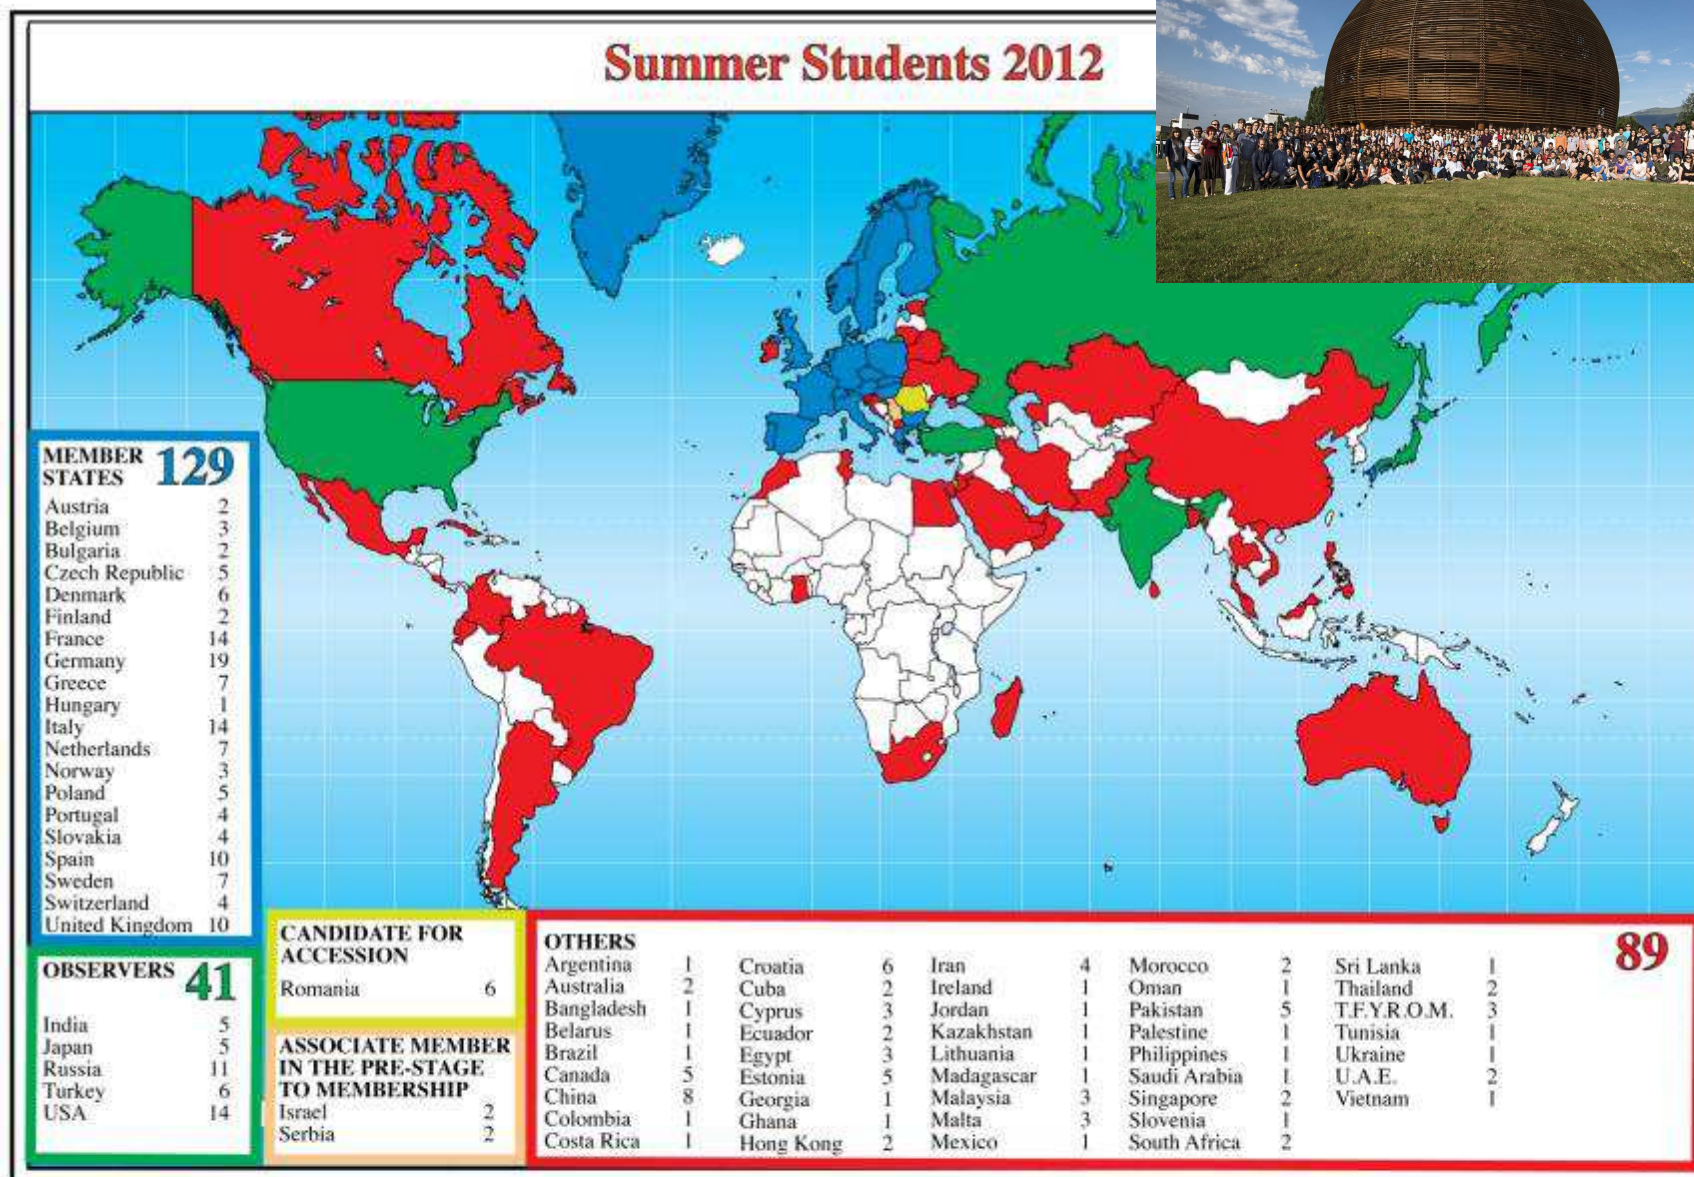 Summer Students 2012
MEMBER
STATES 129
Austria 2
Belgium 3
Bulgaria 2
Czech Republic 5
Denmark 6
Finland 2
France 14
Germany 19
Greece 7
Hungary 1
Italy 14
Netherlands 7
Norway 3
Poland 5
Portugal 4
Slovakia 4
Spain 10
Sweden 7
Switzerland 4
United Kingdom 10
OBSERVERS 41
India 5
Japan 5
Russia 11
Turkey 6
USA 14
CANDIDATE FOR
ACCESSION
Romania 6
ASSOCIATE MEMBER
IN THE PRE-STAGE
TO MEMBERSHIP
Israel 2
Serbia 2
OTHERS 89
Argentina 1
Australia 2
Bangladesh 1
Belarus 1
Brazil 1
Canada 5
China 8
Colombia 1
Costa Rica 1
Croatia 6
Cuba 2
Cyprus 3
Ecuador 2
Egypt 3
Estonia 5
Georgia 1
Ghana 1
Hong Kong 2
Iran 4
Ireland 1
Jordan 1
Kazakhstan 1
Lithuania 1
Madagascar 1
Malaysia 3
Malta 3
Mexico 1
Morocco 2
Oman 1
Pakistan 5
Palestine 1
Philippines 1
Saudi Arabia 1
Singapore 2
Slovenia 1
South Africa 2
Sri Lanka 1
Thailand 2
T.F.Y.R.O.M. 3
Tunisia 1
Ukraine 1
U.A.E. 2
Vietnam 1